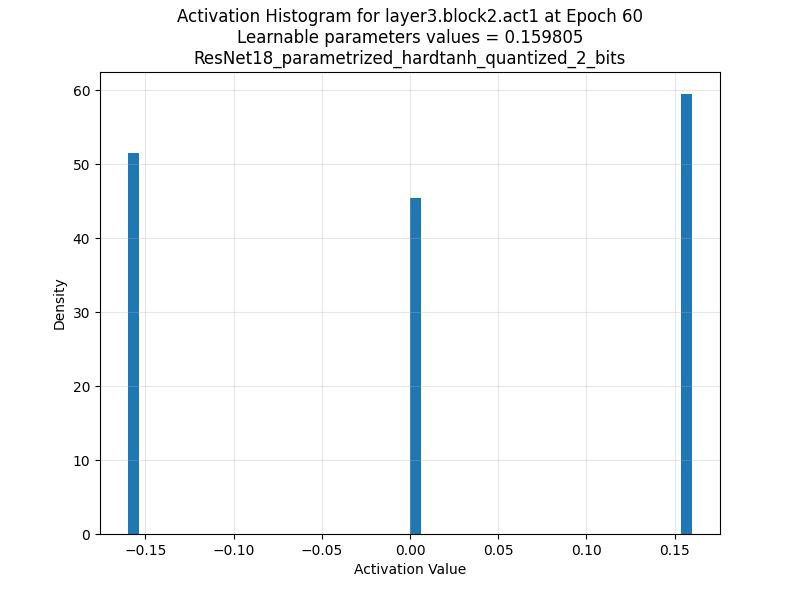 Activation Histogram for layer3.block2.act1 at Epoch 60
Learnable parameters values = 0.159805
ResNet18_parametrized_hardtanh_quantized_2_bits
60
50
40
30
20
10
0
Density
−0.15
−0.10
−0.05
0.00
0.05
0.10
0.15
Activation Value